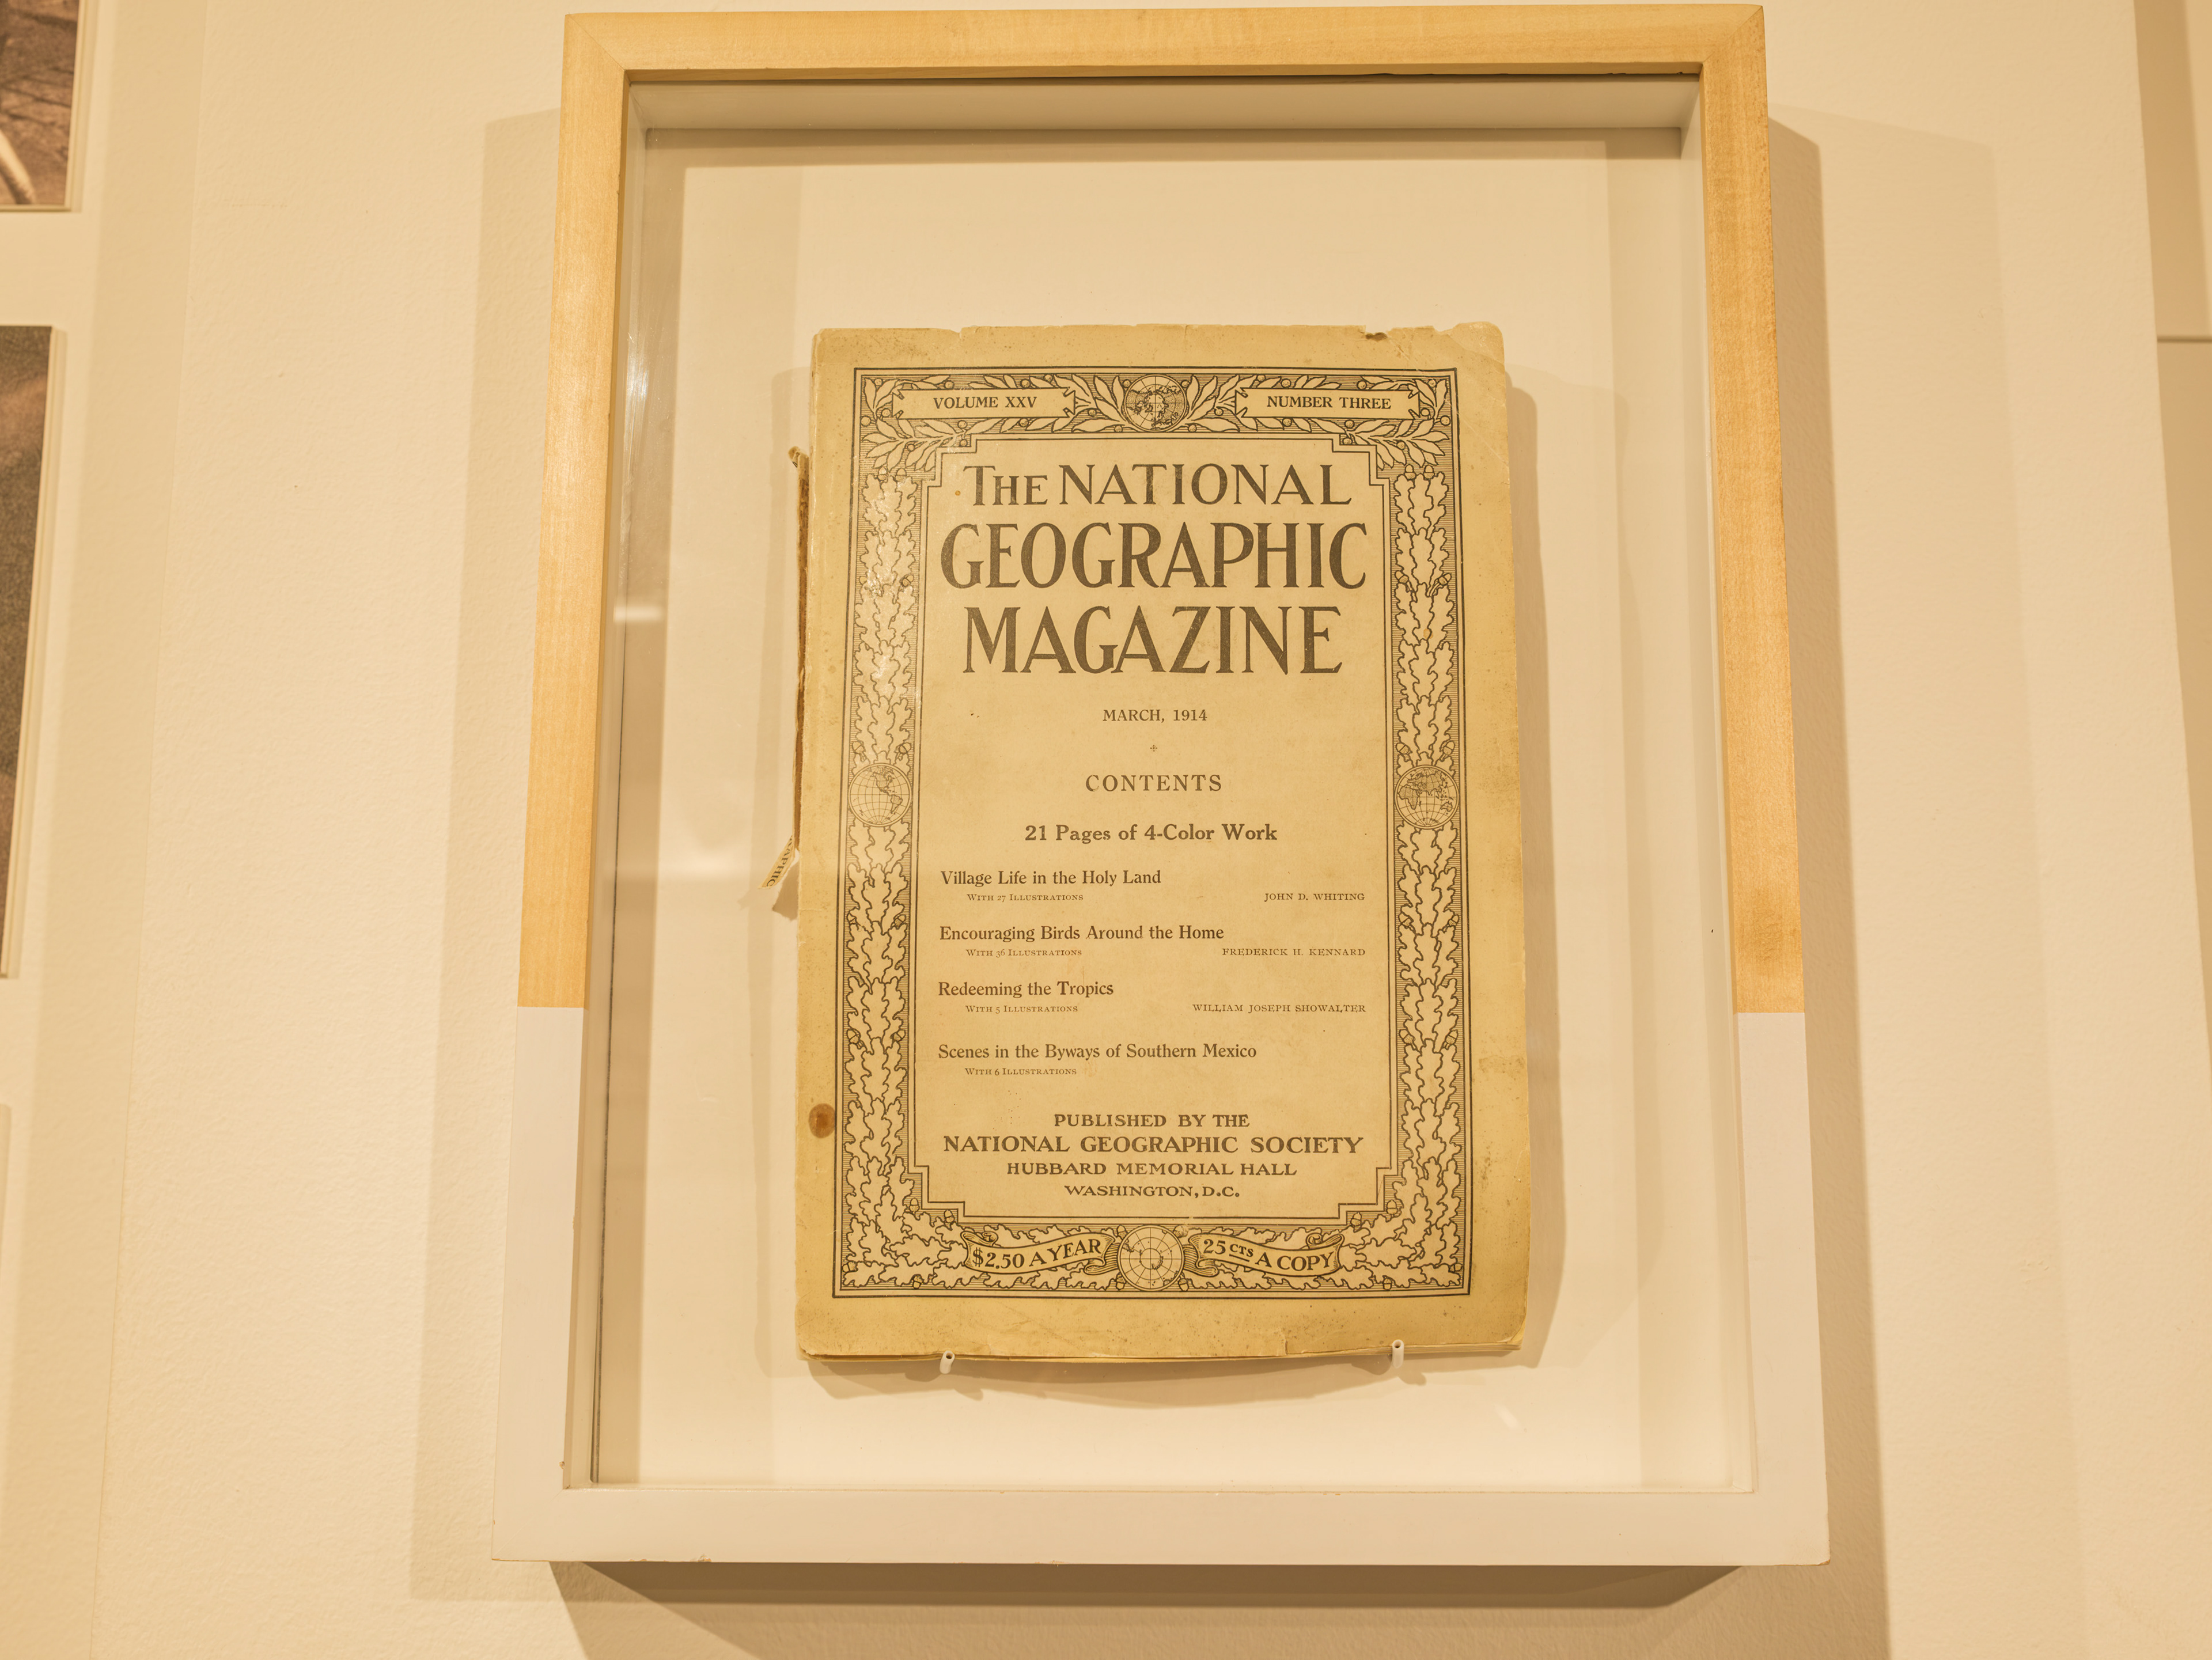 VOLUME XXV
NUMBER THREE
THE NATIONAL
GEOGRAPHIC
MAGAZINE
MARCH, 1914
CONTENTS
21 Pages of 4-Color Work
Village Life in the Holy Land
WITH 27 ILLUSTRATIONS JOHN D. WHITING
Encouraging Birds Around the Home
WITH 36 ILLUSTRATIONS FREDERICK H. KENNARD
Redeeming the Tropics
WITH 5 ILLUSTRATIONS WILLIAM JOSEPH SHOWALTER
Scenes in the Byways of Southern Mexico
WITH 6 ILLUSTRATIONS
PUBLISHED BY THE
NATIONAL GEOGRAPHIC SOCIETY
HUBBARD MEMORIAL HALL
WASHINGTON, D.C.
$2.50 A YEAR
25 CTS A COPY